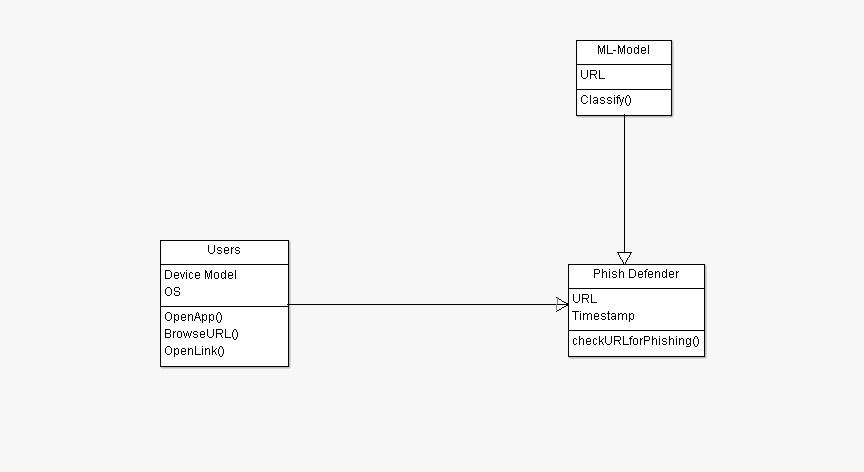 ML-Model
URL
Classify()
Users
Device Model
OS
OpenApp()
BrowseURL()
OpenLink()
Phish Defender
URL
Timestamp
checkURLforPhishing()